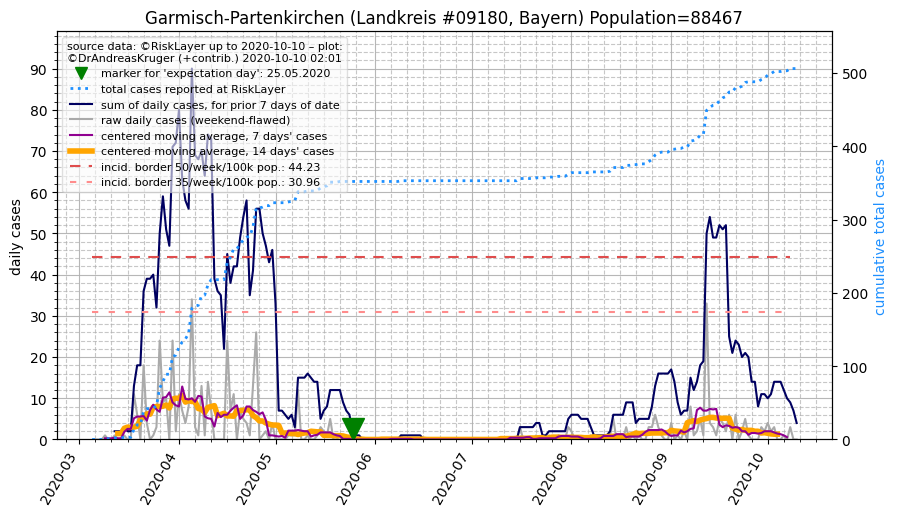 Garmisch-Partenkirchen (Landkreis #09180, Bayern) Population=88467
source data: ©RiskLayer up to 2020-10-10 – plot:
©DrAndreasKruger (+contrib.) 2020-10-10 02:01
marker for 'expectation day': 25.05.2020
total cases reported at RiskLayer
sum of daily cases, for prior 7 days of date
raw daily cases (weekend-flawed)
centered moving average, 7 days' cases
centered moving average, 14 days' cases
incid. border 50/week/100k pop.: 44.23
incid. border 35/week/100k pop.: 30.96
daily cases
90
80
70
60
50
40
30
20
10
0
cumulative total cases
500
400
300
200
100
0
2020-03
2020-04
2020-05
2020-06
2020-07
2020-08
2020-09
2020-10